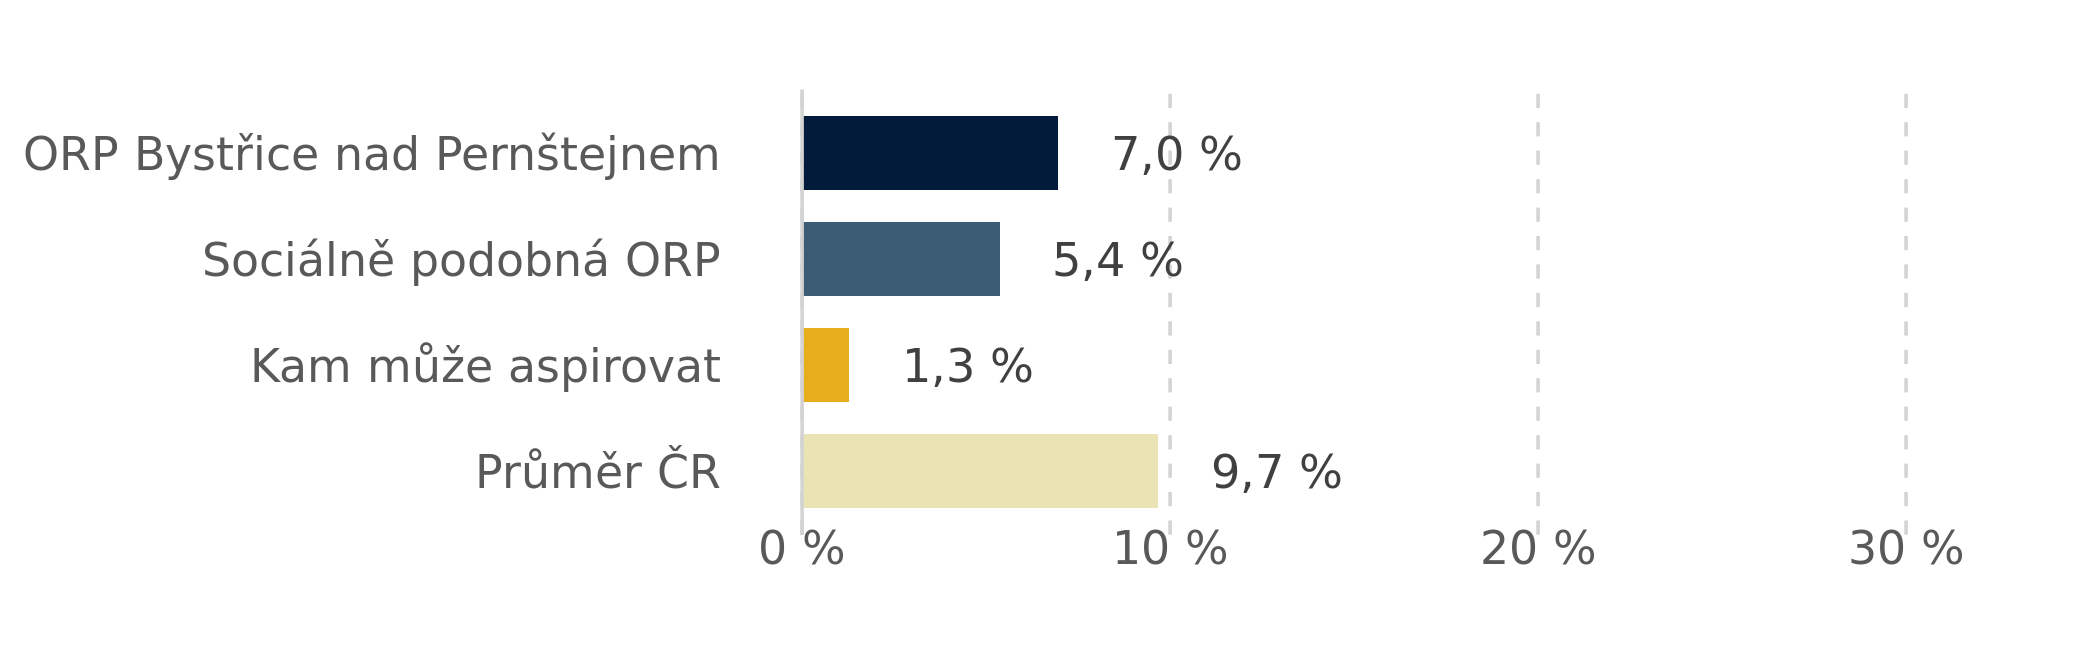 ORP Bystřice nad Pernštejnem 7,0 %
Sociálně podobná ORP 5,4 %
Kam může aspirovat 1,3 %
Průměr ČR 9,7 %
0 % 10 % 20 % 30 %